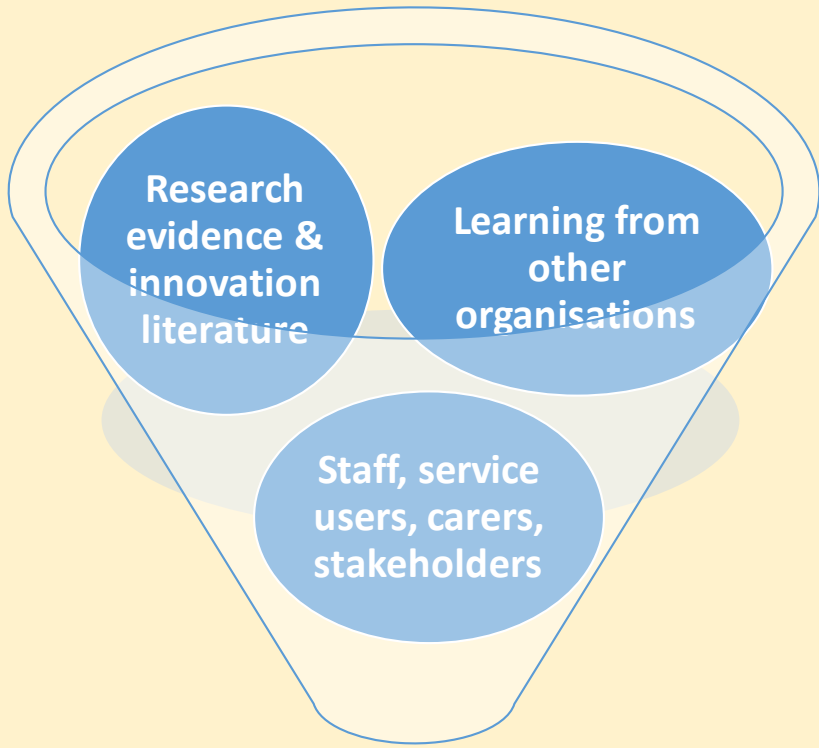 Research
evidence &
innovation
literature
Learning from
other
organisations
Staff, service
users, carers,
stakeholders